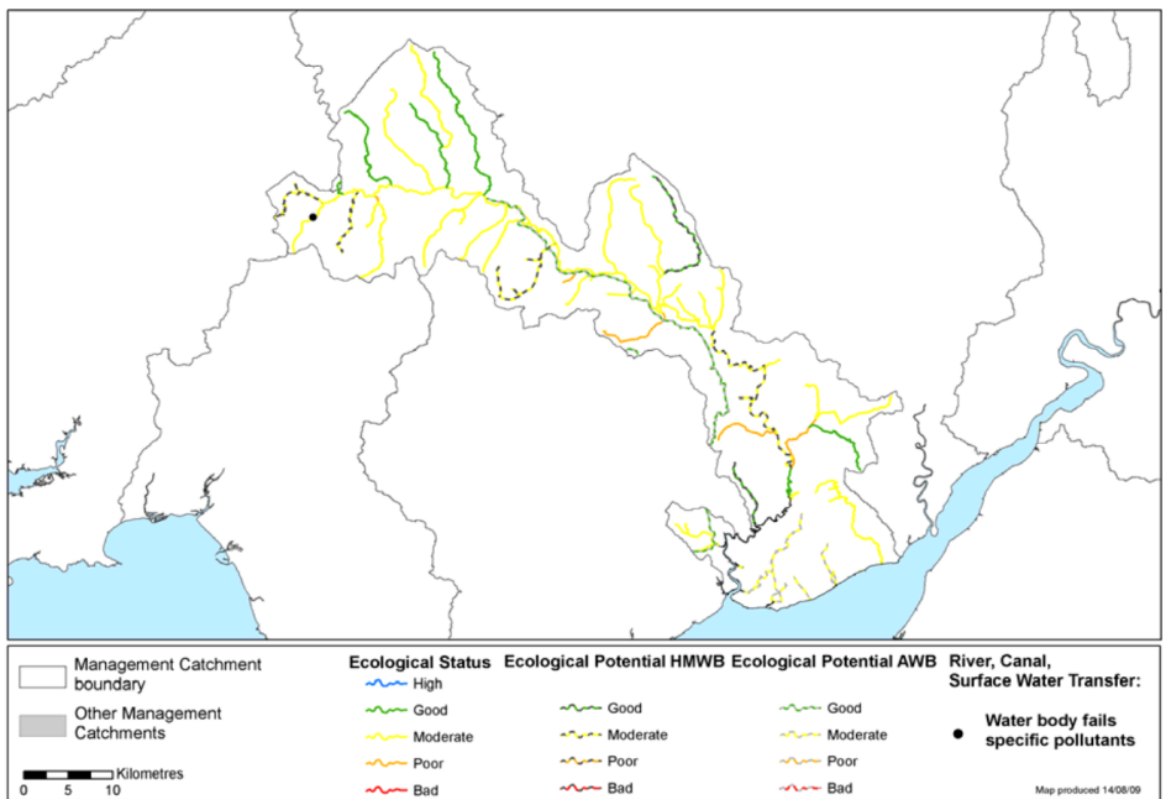 Management Catchment
boundary
Other Management
Catchments
Kilometres
0 5 10
Ecological Status
High
Good
Moderate
Poor
Bad
Ecological Potential HMWB
Good
Moderate
Poor
Bad
Ecological Potential AWB
Good
Moderate
Poor
Bad
River, Canal,
Surface Water Transfer:
Water body fails
specific pollutants
Map produced 14/08/09